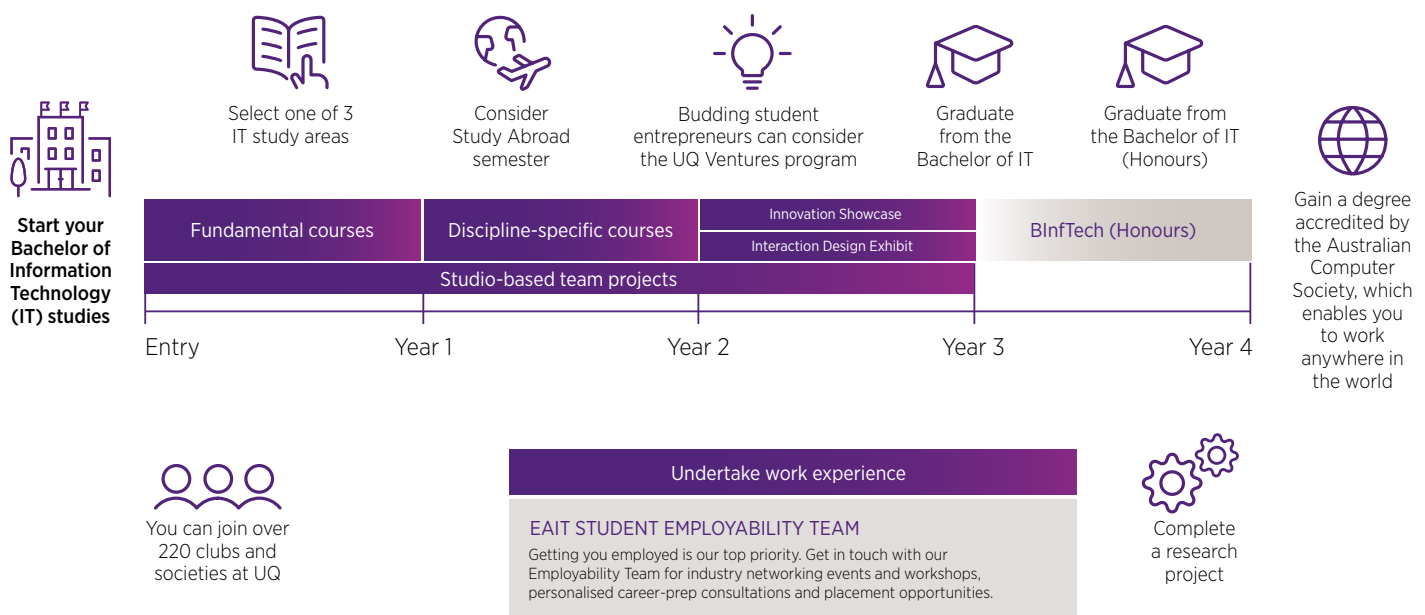 Select one of 3
IT study areas
Consider
Study Abroad
semester
Budding student
entrepreneurs can consider
the UQ Ventures program
Graduate
from the
Bachelor of IT
Graduate from
the Bachelor of IT
(Honours)
Start your
Bachelor of
Information
Technology
(IT) studies
Fundamental courses
Discipline-specific courses
Innovation Showcase
Interaction Design Exhibit
BInfTech (Honours)
Studio-based team projects
Entry
Year 1
Year 2
Year 3
Year 4
Gain a degree
accredited by
the Australian
Computer
Society, which
enables you
to work
anywhere in
the world
You can join over
220 clubs and
societies at UQ
Undertake work experience
EAIT STUDENT EMPLOYABILITY TEAM
Getting you employed is our top priority. Get in touch with our
Employability Team for industry networking events and workshops,
personalised career-prep consultations and placement opportunities.
Complete
a research
project